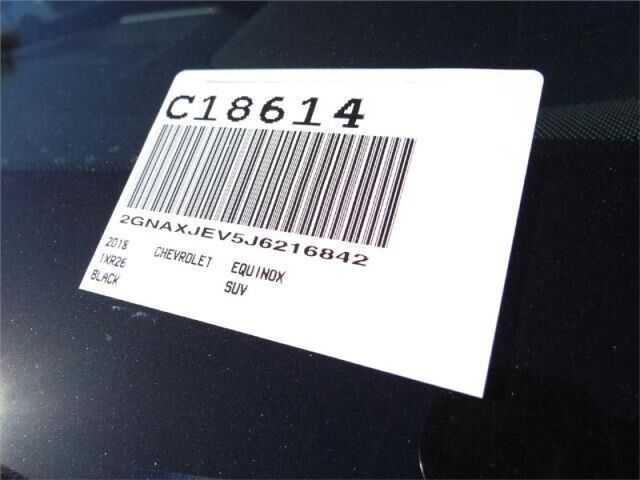 C18614
2GNAXJEV5J6216842
2018 CHEVROLET EQUINOX
1XR26 SUV
BLACK